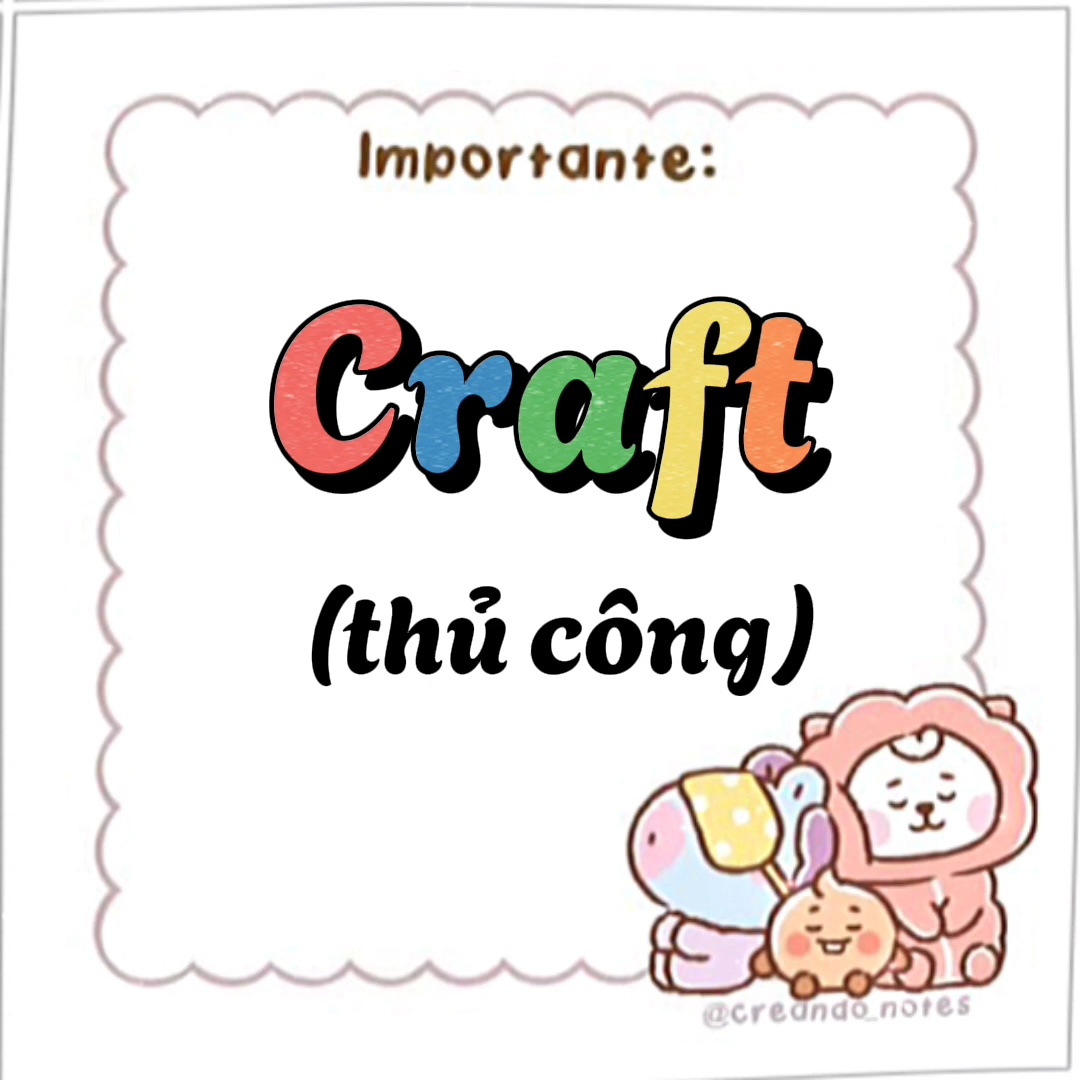 Importante:
Craft
(thủ công)
@creando_notes